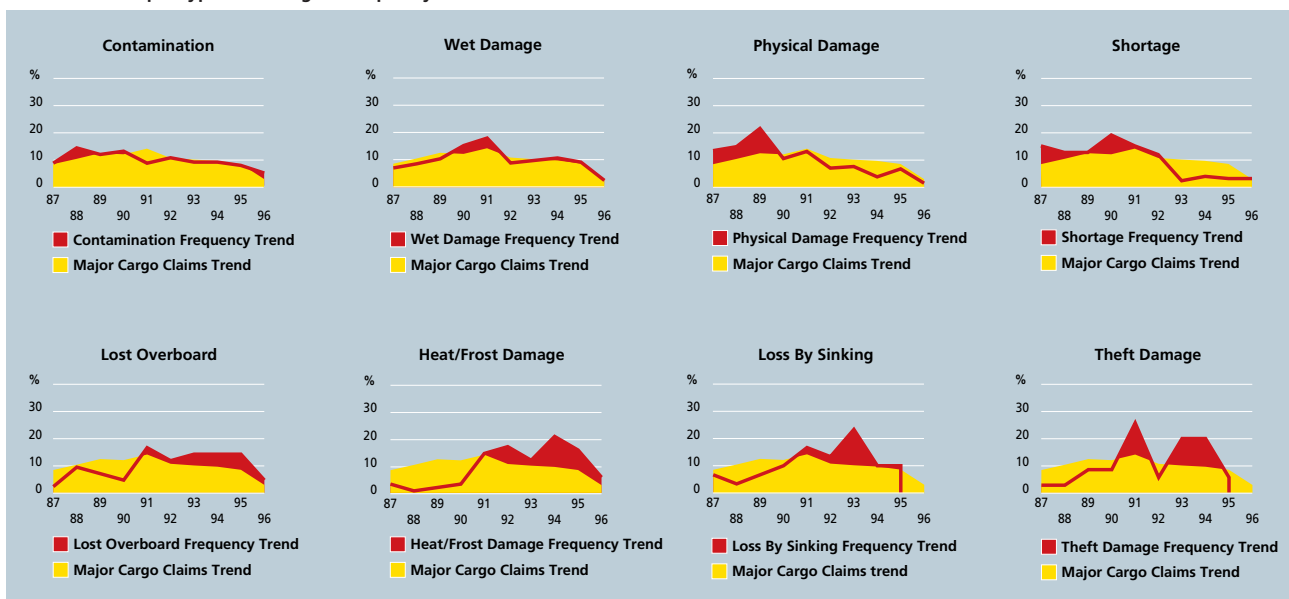 Contamination
%
30
20
10
0
87 89 91 93 95
88 90 92 94 96
Contamination Frequency Trend
Major Cargo Claims Trend
Wet Damage
%
30
20
10
0
87 89 91 93 95
88 90 92 94 96
Wet Damage Frequency Trend
Major Cargo Claims Trend
Physical Damage
%
30
20
10
0
87 89 91 93 95
88 90 92 94 96
Physical Damage Frequency Trend
Major Cargo Claims Trend
Shortage
%
30
20
10
0
87 89 91 93 95
88 90 92 94 96
Shortage Frequency Trend
Major Cargo Claims Trend
Lost Overboard
%
30
20
10
0
87 89 91 93 95
88 90 92 94 96
Lost Overboard Frequency Trend
Major Cargo Claims Trend
Heat/Frost Damage
%
30
20
10
0
87 89 91 93 95
88 90 92 94 96
Heat/Frost Damage Frequency Trend
Major Cargo Claims Trend
Loss By Sinking
%
30
20
10
0
87 89 91 93 95
88 90 92 94 96
Loss By Sinking Frequency Trend
Major Cargo Claims trend
Theft Damage
%
30
20
10
0
87 89 91 93 95
88 90 92 94 96
Theft Damage Frequency Trend
Major Cargo Claims Trend